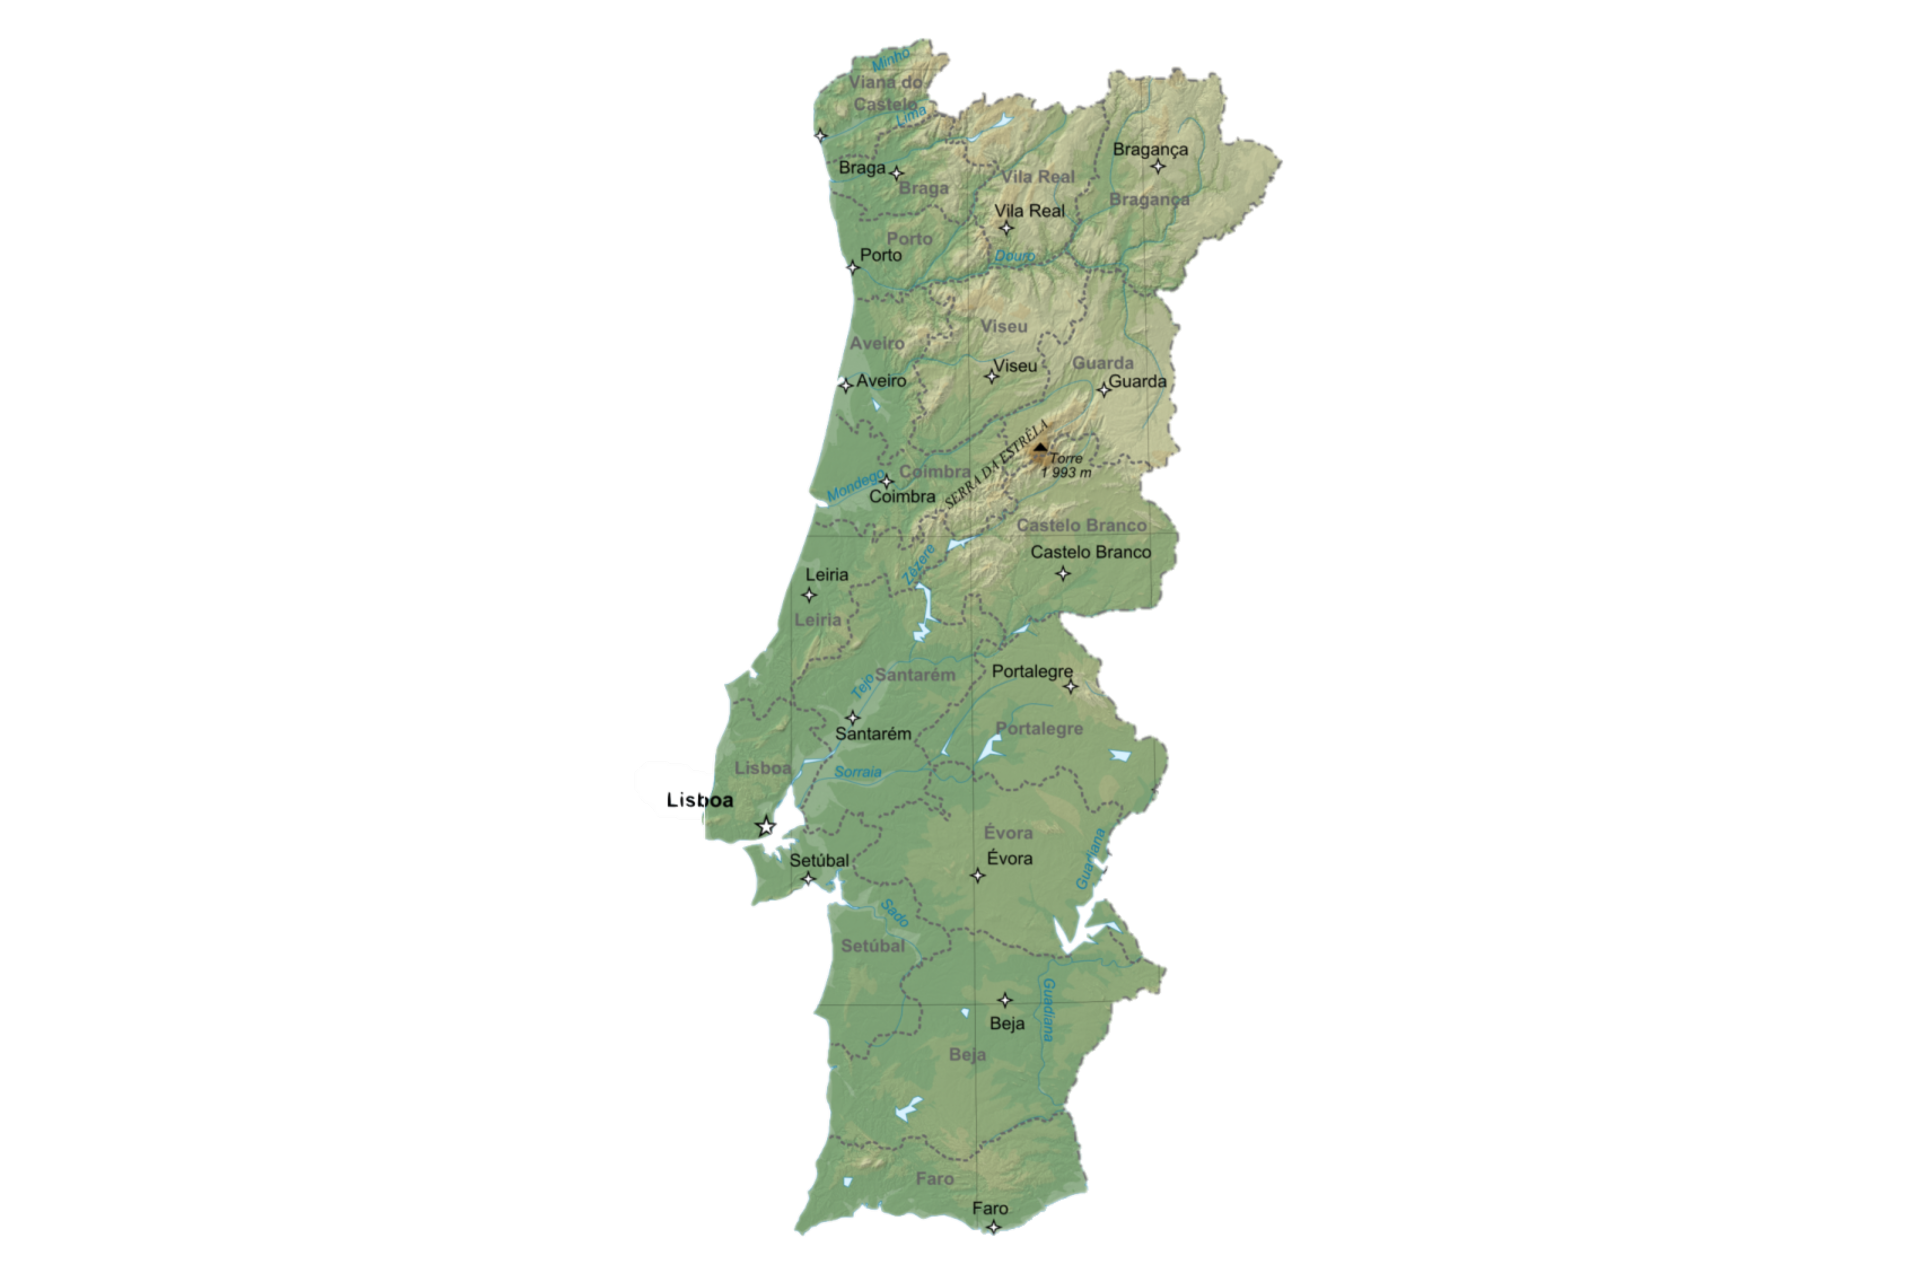 Minho
Viana do
Castelo
Lima
Bragança
Braga
Braga
Vila Real
Bragança
Vila Real
Porto
Porto
Douro
Viseu
Aveiro
Guarda
Viseu
Aveiro
Guarda
SERRA DA ESTRÊLA
Torre
1 993 m
Coimbra
Mondego
Coimbra
Castelo Branco
Castelo Branco
Zêzere
Leiria
Leiria
Portalegre
Santarém
Tejo
Portalegre
Santarém
Lisboa
Sorraia
Lisboa
Évora
Évora
Guadiana
Setúbal
Sado
Setúbal
Guadiana
Beja
Beja
Faro
Faro